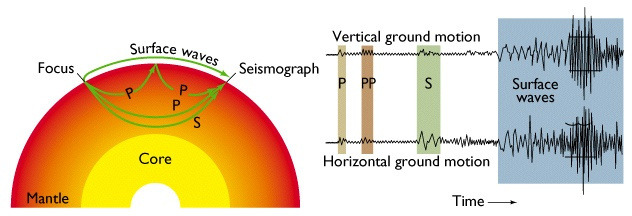 Surface waves
Focus
Seismograph
P
P
P
S
Core
Mantle
Vertical ground motion
P
PP
S
Surface
waves
Horizontal ground motion
Time